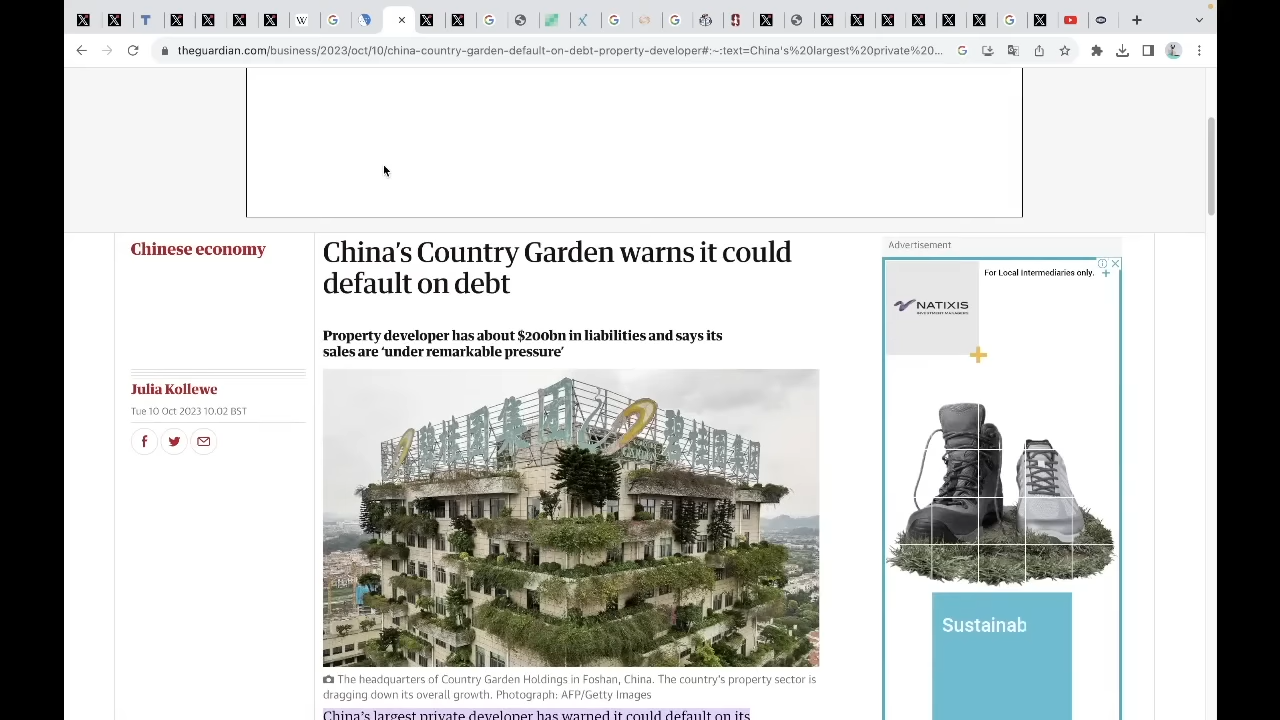 theguardian.com/business/2023/oct/10/china-country-garden-default-on-debt-property-developer#:~:text=China's%20largest%20private%20...
Chinese economy
China's Country Garden warns it could
default on debt
Property developer has about $200bn in liabilities and says its
sales are 'under remarkable pressure'
Julia Kollewe
Tue 10 Oct 2023 10.02 BST
The headquarters of Country Garden Holdings in Foshan, China. The country's property sector is
dragging down its overall growth. Photograph: AFP/Getty Images
China's largest private developer has warned it could default on its
Advertisement
For Local Intermediaries only.
NATIXIS
INVESTMENT MANAGERS
Sustainab